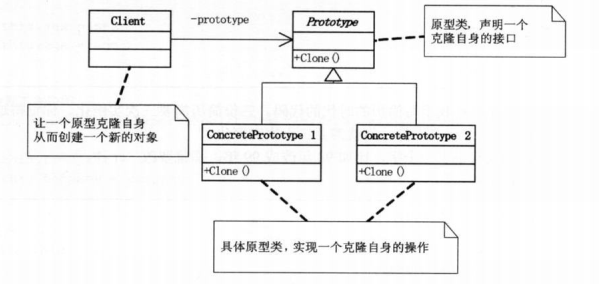 Client
-prototype
Prototype
+Clone()
原型类，声明一个
克隆自身的接口
让一个原型克隆自身
从而创建一个新的对象
ConcretePrototype 1
+Clone()
ConcretePrototype 2
+Clone()
具体原型类，实现一个克隆自身的操作